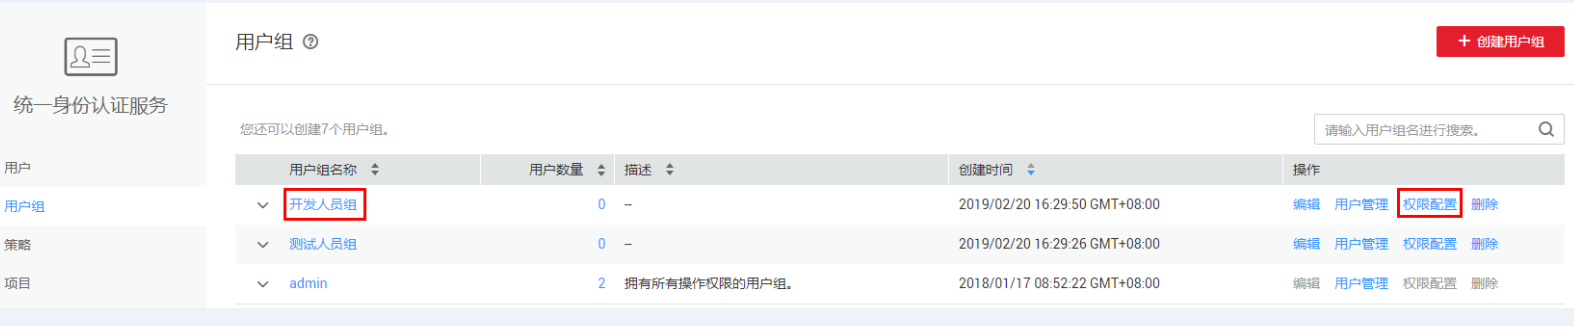 用户组 ?
+ 创建用户组
统一身份认证服务
您还可以创建7个用户组。
请输入用户组名进行搜索。
用户
用户组名称 用户数量 描述 创建时间 操作
用户组
开发人员组 0 -- 2019/02/20 16:29:50 GMT+08:00 编辑 用户管理 权限配置 删除
策略
测试人员组 0 -- 2019/02/20 16:29:26 GMT+08:00 编辑 用户管理 权限配置 删除
项目
admin 2 拥有所有操作权限的用户组。 2018/01/17 08:52:22 GMT+08:00 编辑 用户管理 权限配置 删除